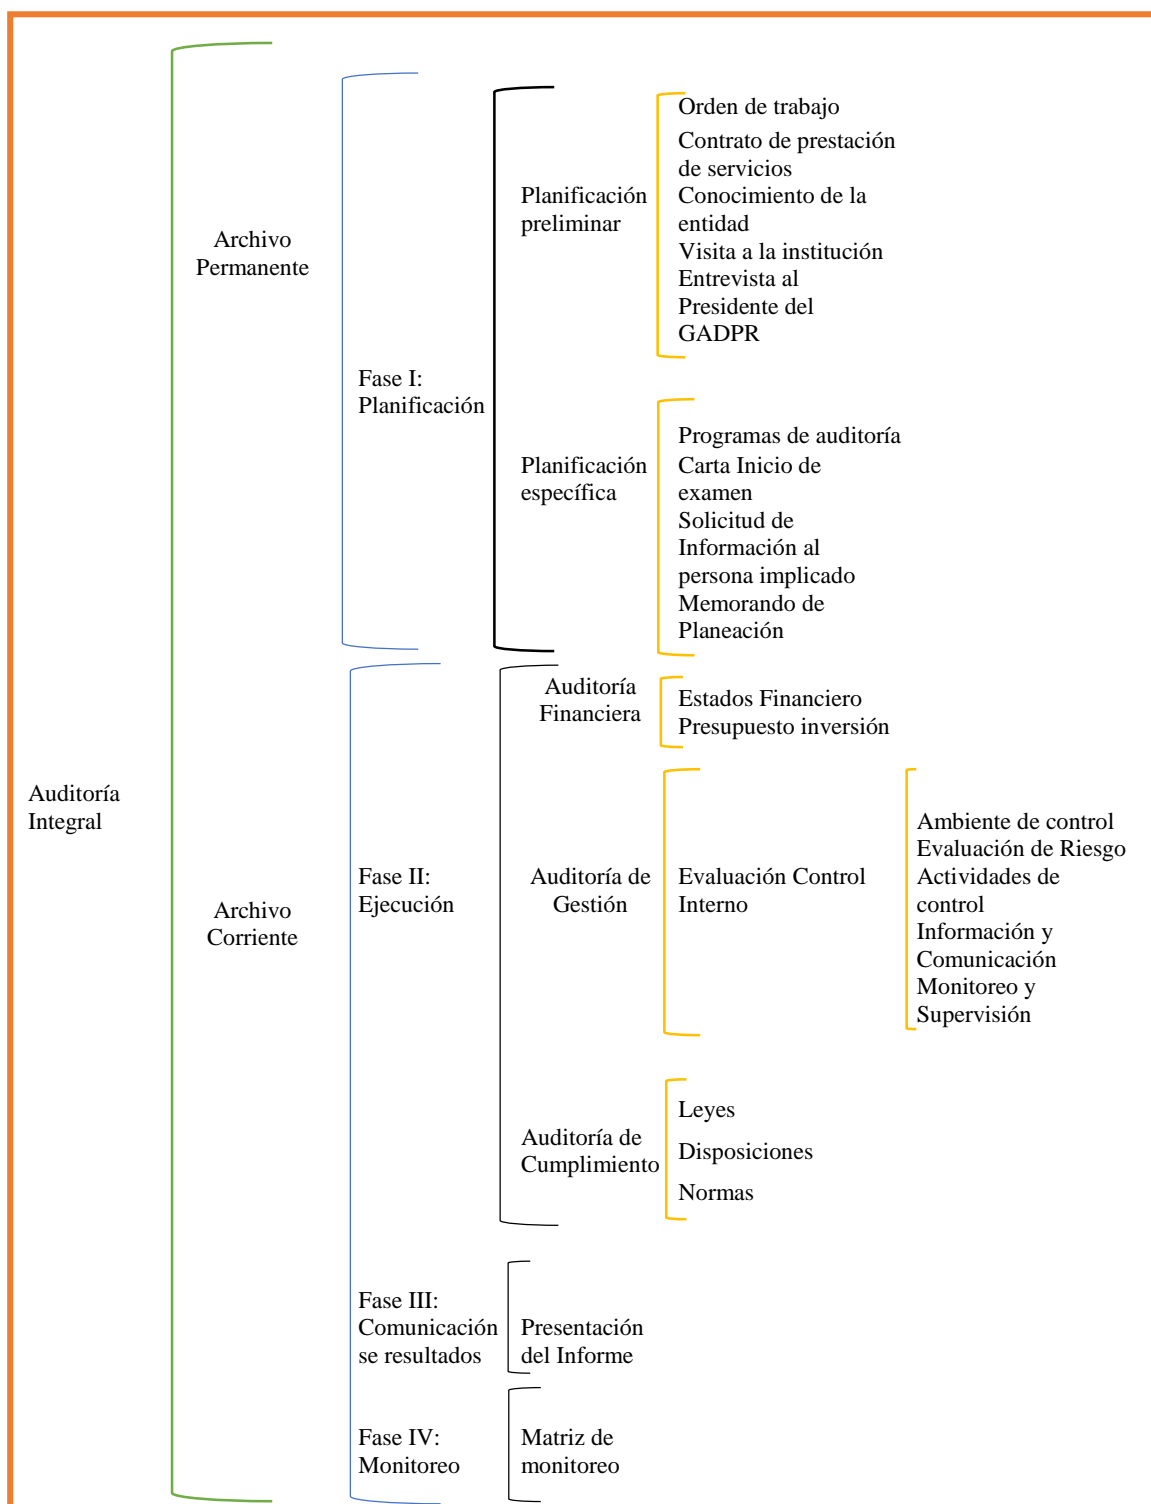 Auditoría
Integral
Archivo
Permanente
Fase I:
Planificación
Planificación
preliminar
Orden de trabajo
Contrato de prestación
de servicios
Conocimiento de la
entidad
Visita a la institución
Entrevista al
Presidente del
GADPR
Planificación
específica
Programas de auditoría
Carta Inicio de
examen
Solicitud de
Información al
persona implicado
Memorando de
Planeación
Archivo
Corriente
Fase II:
Ejecución
Auditoría
Financiera
Estados Financiero
Presupuesto inversión
Auditoría de
Gestión
Evaluación Control
Interno
Ambiente de control
Evaluación de Riesgo
Actividades de
control
Información y
Comunicación
Monitoreo y
Supervisión
Auditoría de
Cumplimiento
Leyes
Disposiciones
Normas
Fase III:
Comunicación
se resultados
Presentación
del Informe
Fase IV:
Monitoreo
Matriz de
monitoreo